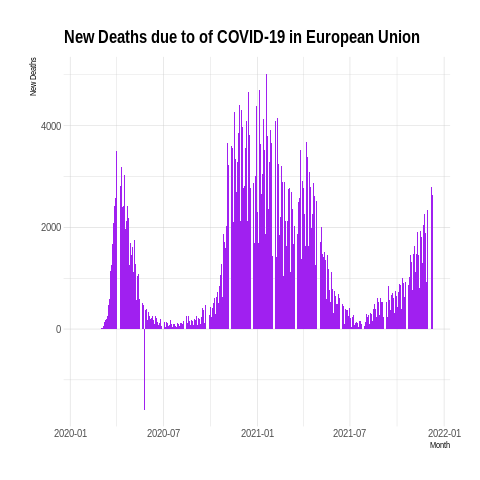 New Deaths due to of COVID-19 in European Union
New Deaths
4000
2000
0
2020-01 2020-07 2021-01 2021-07 2022-01
Month